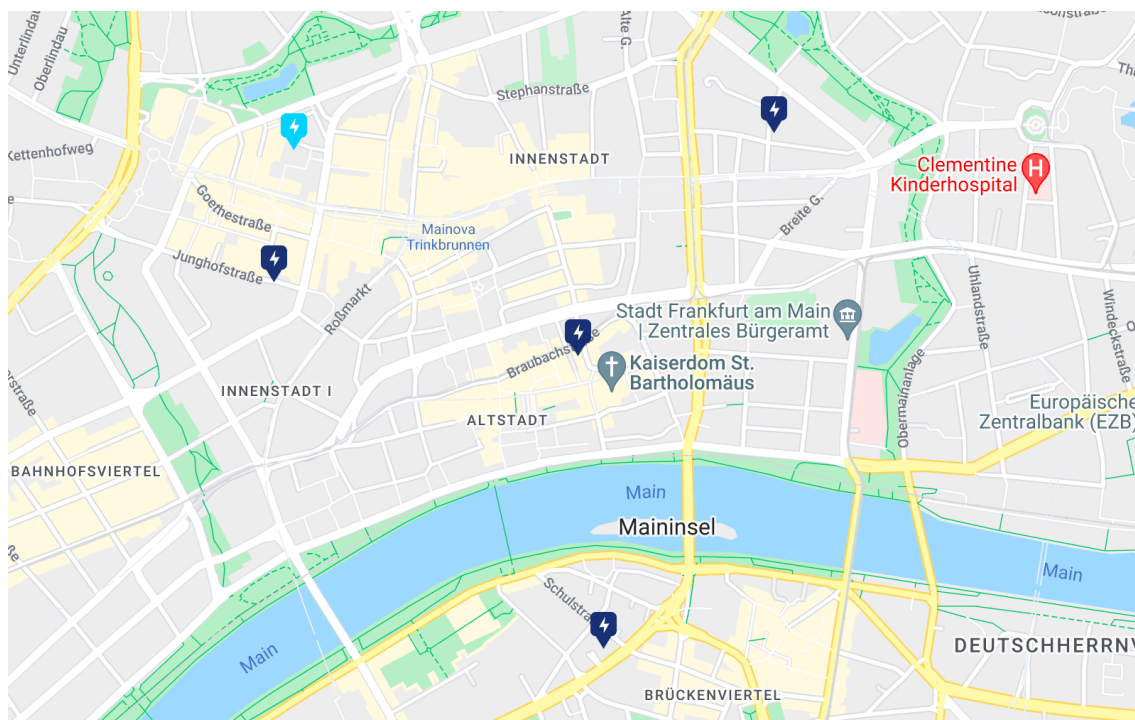 Unterlindau
Oberlindau
Alte G.
Stephanstraße
Kettenhofweg
INNENSTADT
Clementine
Kinderhospital
Goethestraße
Breite G.
Mainova
Trinkbrunnen
Junghofstraße
Roßmarkt
Uhlandstraße
Windeckstraße
Stadt Frankfurt am Main
| Zentrales Bürgeramt
Braubachstraße
Kaiserdom St.
Bartholomäus
INNENSTADT I
Obermainanlage
Europäische
Zentralbank (EZB)
ALTSTADT
BAHNHOFSVIERTEL
Main
Maininsel
Main
Schulstra
Main
DEUTSCHHERRNV
BRÜCKENVIERTEL